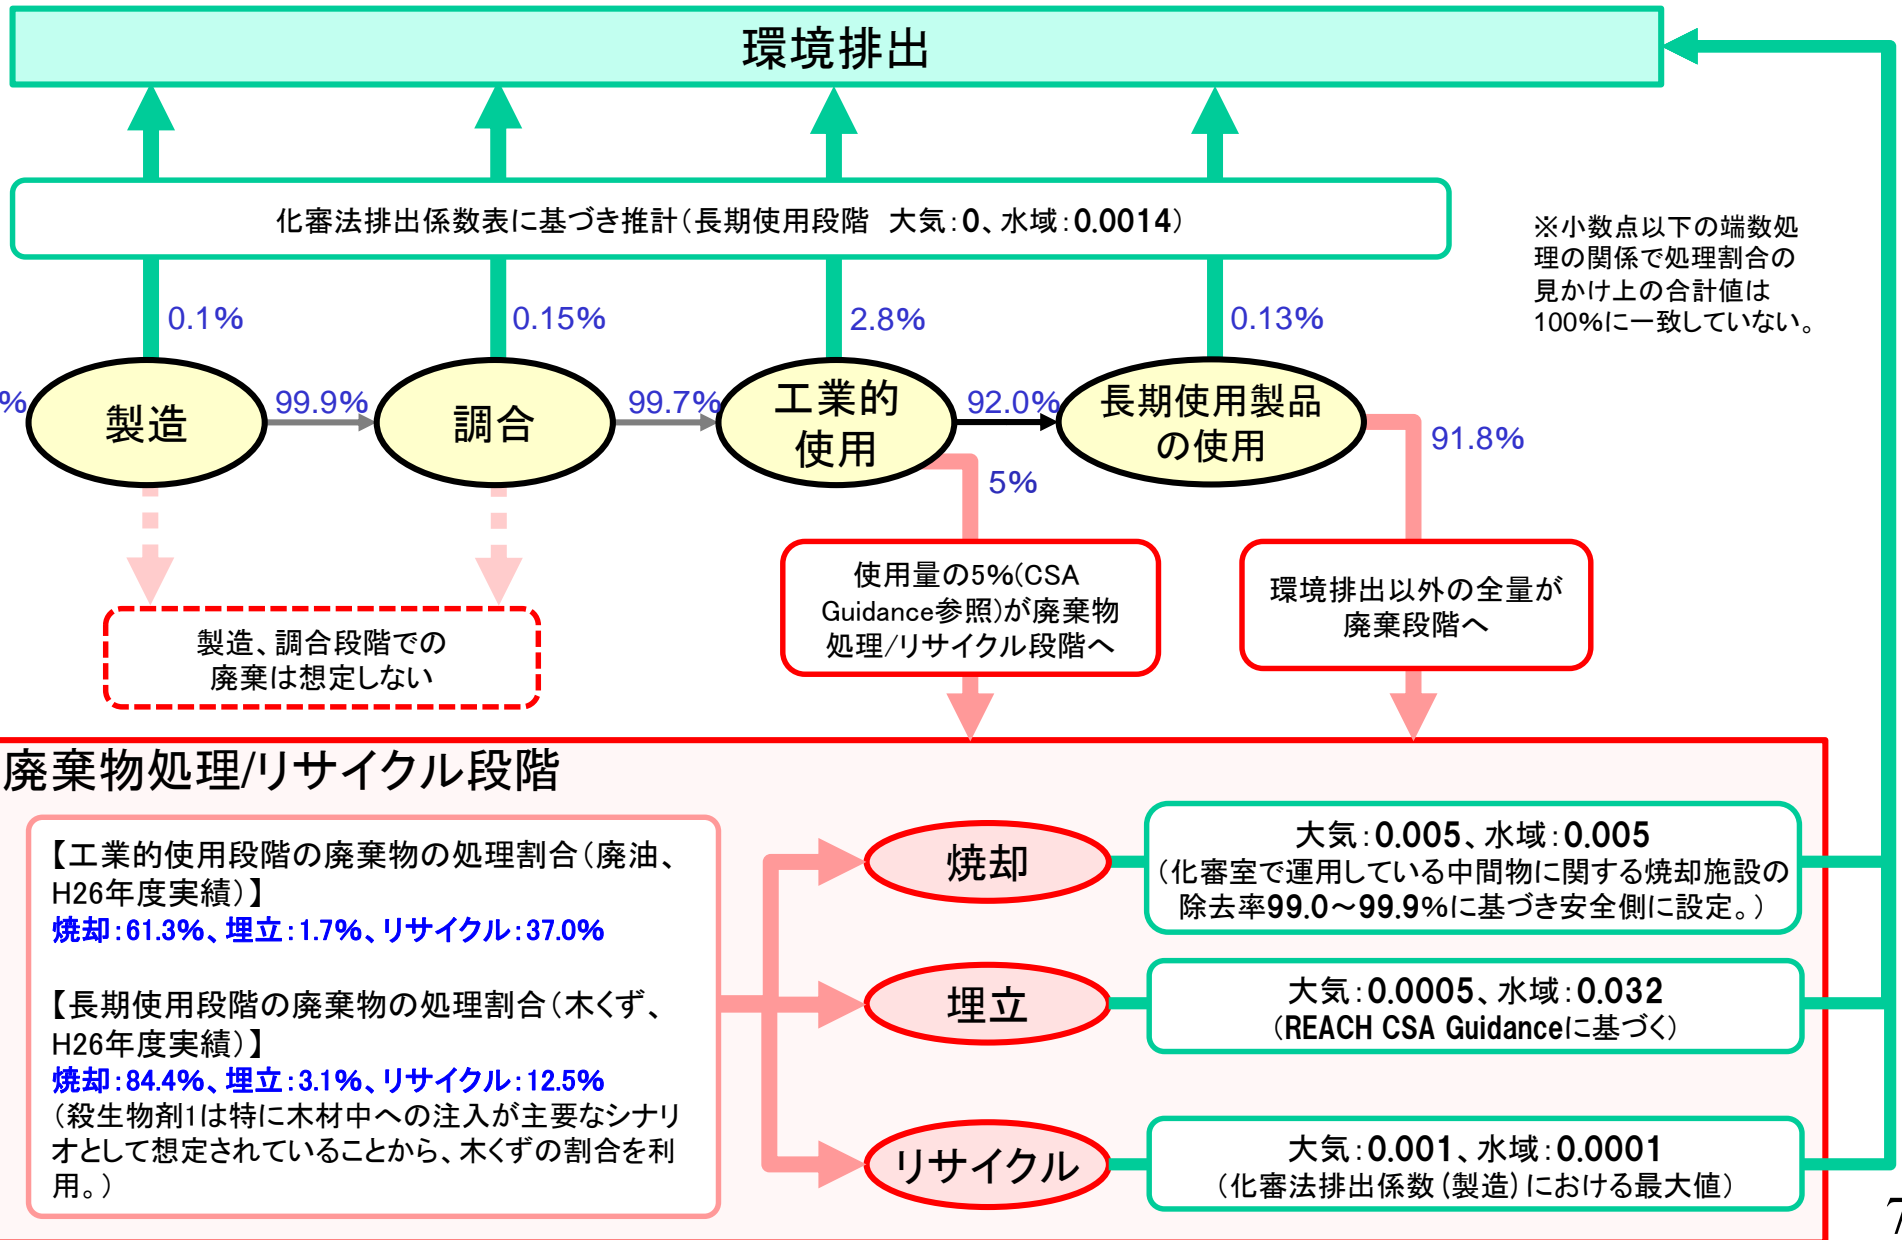 環境排出
化審法排出係数表に基づき推計（長期使用段階　大気：0、水域：0.0014）
※小数点以下の端数処
理の関係で処理割合の
見かけ上の合計値は
100%に一致していない。
0.1%
0.15%
2.8%
0.13%
%
製造
99.9%
調合
99.7%
工業的
使用
92.0%
長期使用製品
の使用
91.8%
5%
製造、調合段階での
廃棄は想定しない
使用量の5%(CSA
Guidance参照)が廃棄物
処理/リサイクル段階へ
環境排出以外の全量が
廃棄段階へ
廃棄物処理/リサイクル段階
【工業的使用段階の廃棄物の処理割合（廃油、
H26年度実績）】
焼却：61.3%、埋立：1.7%、リサイクル：37.0%
【長期使用段階の廃棄物の処理割合（木くず、
H26年度実績）】
焼却：84.4%、埋立：3.1%、リサイクル：12.5%
（殺生物剤1は特に木材中への注入が主要なシナリ
オとして想定されていることから、木くずの割合を利
用。）
焼却
大気：0.005、水域：0.005
（化審室で運用している中間物に関する焼却施設の
除去率99.0～99.9%に基づき安全側に設定。）
埋立
大気：0.0005、水域：0.032
（REACH CSA Guidanceに基づく）
リサイクル
大気：0.001、水域：0.0001
（化審法排出係数（製造）における最大値）
7